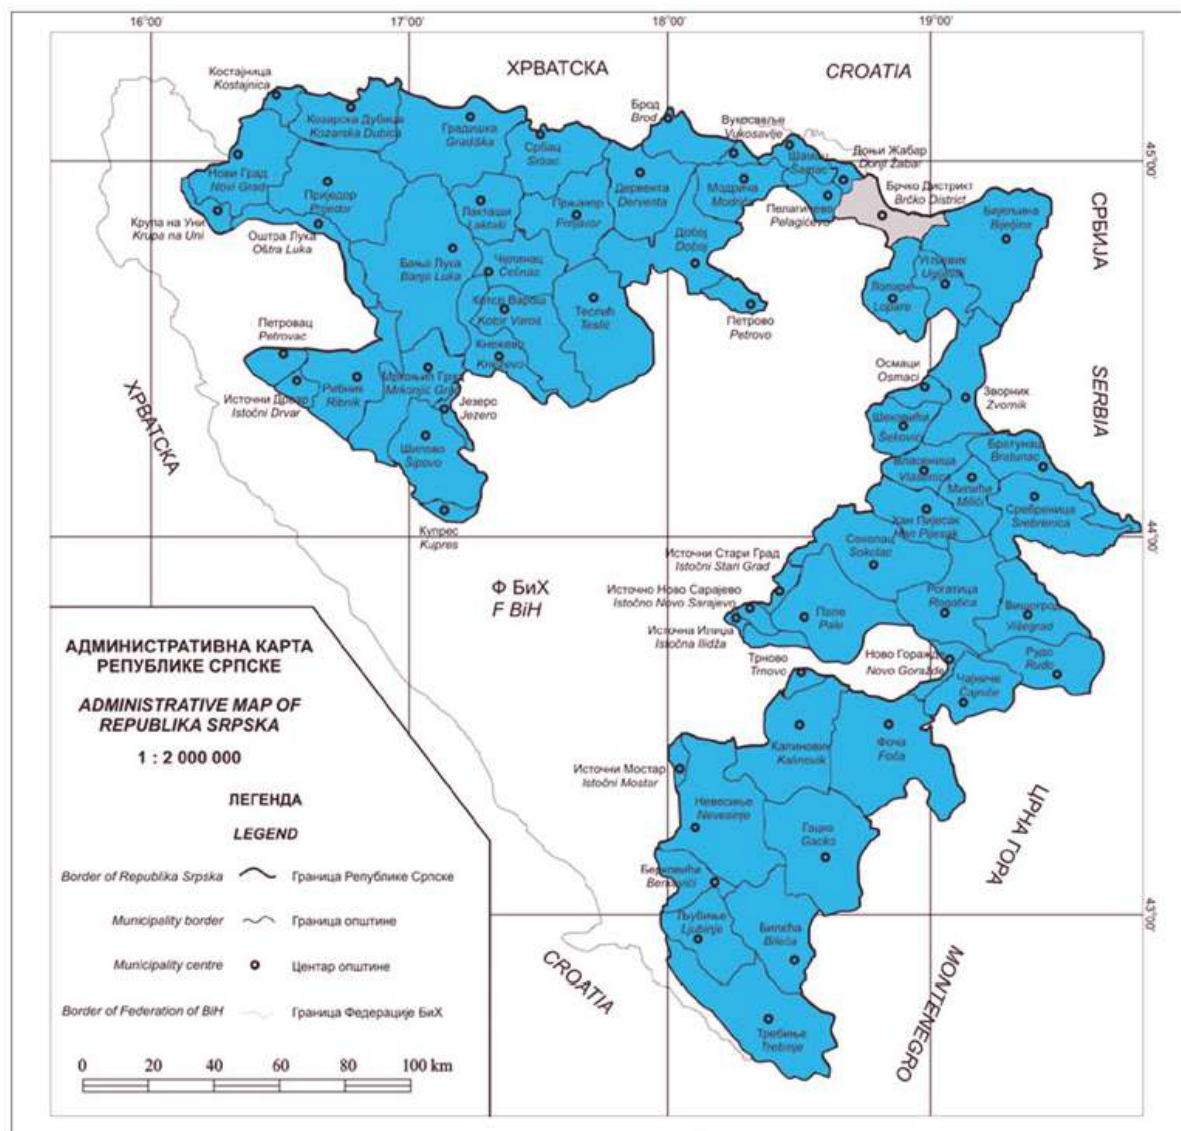 16°00'
17°00'
18°00'
19°00'
ХРВАТСКА
CROATIA
Костајница
Kostajnica
Козарска Дубица
Kozarska Dubica
Градишка
Gradiška
Србац
Srbac
Брод
Brod
Вукосавље
Vukosavlje
Шамац
Šamac
Доњи Жабар
Donji Žabar
45°00'
Нови Град
Novi Grad
Приједор
Prijedor
Лакташи
Laktaši
Прњавор
Prnjavor
Дервента
Derventa
Модрича
Modriča
Пелагићево
Pelagićevo
Брчко Дистрикт
Brčko District
Бијељина
Bijeljina
СРБИЈА
Крупа на Уни
Krupa na Uni
Оштра Лука
Oštra Luka
Бања Лука
Banja Luka
Челинац
Čelinac
Добој
Doboj
Угљевик
Ugljevik
Лопаре
Lopare
Котор Варош
Kotor Varoš
Теслић
Teslić
Петрово
Petrovo
Петровац
Petrovac
Кнежево
Kneževo
Источни Дрвар
Istočni Drvar
Рибник
Ribnik
Мркоњић Град
Mrkonjić Grad
Језеро
Jezero
Шипово
Šipovo
Купрес
Kupres
Осмаци
Osmaci
Зворник
Zvornik
SERBIA
Шековићи
Šekovići
Братунац
Bratunac
Власеница
Vlasenica
Милићи
Milići
Сребреница
Srebrenica
Хан Пијесак
Han Pijesak
44°00'
Соколац
Sokolac
Источни Стари Град
Istočni Stari Grad
Источно Ново Сарајево
Istočno Novo Sarajevo
Источна Илиџа
Istočna Ilidža
Пале
Pale
Рогатица
Rogatica
Вишеград
Višegrad
Рудо
Rudo
Трново
Trnovo
Ново Горажде
Novo Goražde
Чајниче
Čajniče
ХРВАТСКА
Ф БиХ
F BiH
Калиновик
Kalinovik
Фоча
Foča
Источни Мостар
Istočni Mostar
Невесиње
Nevesinje
Гацко
Gacko
ЦРНА ГОРА
Берковићи
Berkovići
Љубиње
Ljubinje
Билећа
Bileća
43°00'
Требиње
Trebinje
CROATIA
MONTENEGRO
АДМИНИСТРАТИВНА КАРТА
РЕПУБЛИКЕ СРПСКЕ
ADMINISTRATIVE MAP OF
REPUBLIKA SRPSKA
1 : 2 000 000
ЛЕГЕНДА
LEGEND
Border of Republika Srpska Граница Републике Српске
Municipality border Граница општине
Municipality centre Центар општине
Border of Federation of BiH Граница Федерације БиХ
0 20 40 60 80 100 km